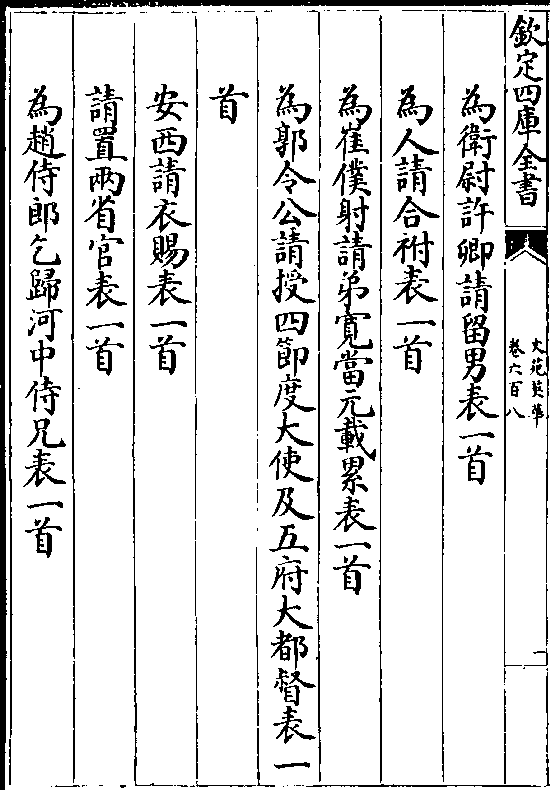 欽定四庫全書
文苑英華
卷六百八
一
為衛尉許卿請留男表一首
為人請合祔表一首
為崔僕射請弟寛當元載累表一首
為郭令公請授四節度大使及五府大都督表一
首
安西請衣賜表一首
請置兩省官表一首
為趙侍郎乞歸河中侍兄表一首